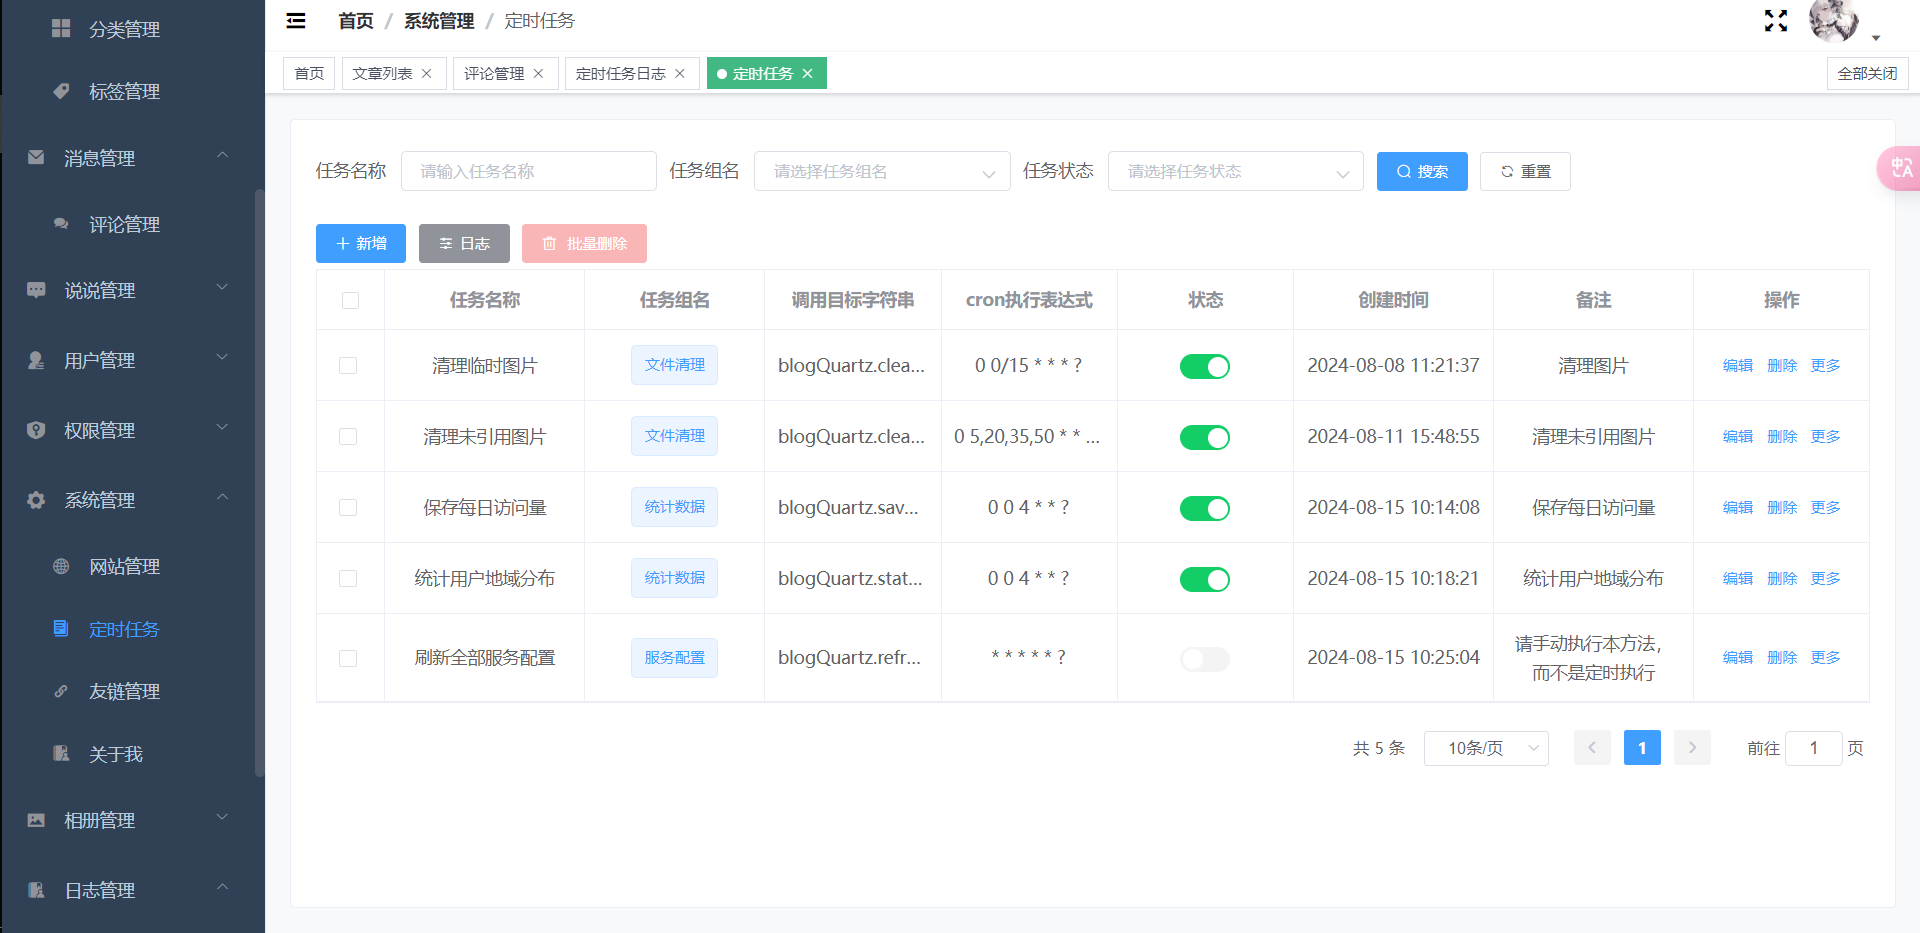 分类管理
标签管理
消息管理
评论管理
说说管理
用户管理
权限管理
系统管理
网站管理
定时任务
友链管理
关于我
相册管理
日志管理
首页 / 系统管理 / 定时任务
首页 文章列表 评论管理 定时任务日志 定时任务 全部关闭
任务名称 请输入任务名称 任务组名 请选择任务组名 任务状态 请选择任务状态 搜索 重置
新增 日志 批量删除
任务名称 任务组名 调用目标字符串 cron执行表达式 状态 创建时间 备注 操作
清理临时图片 文件清理 blogQuartz.clea... 0 0/15 * * * ? 2024-08-08 11:21:37 清理图片 编辑 删除 更多
清理未引用图片 文件清理 blogQuartz.clea... 0 5,20,35,50 * * ... 2024-08-11 15:48:55 清理未引用图片 编辑 删除 更多
保存每日访问量 统计数据 blogQuartz.sav... 0 0 4 * * ? 2024-08-15 10:14:08 保存每日访问量 编辑 删除 更多
统计用户地域分布 统计数据 blogQuartz.stat... 0 0 4 * * ? 2024-08-15 10:18:21 统计用户地域分布 编辑 删除 更多
刷新全部服务配置 服务配置 blogQuartz.refr... * * * * * ? 2024-08-15 10:25:04 请手动执行本方法，
而不是定时执行 编辑 删除 更多
共 5 条 10条/页 1 前往 1 页
中 A